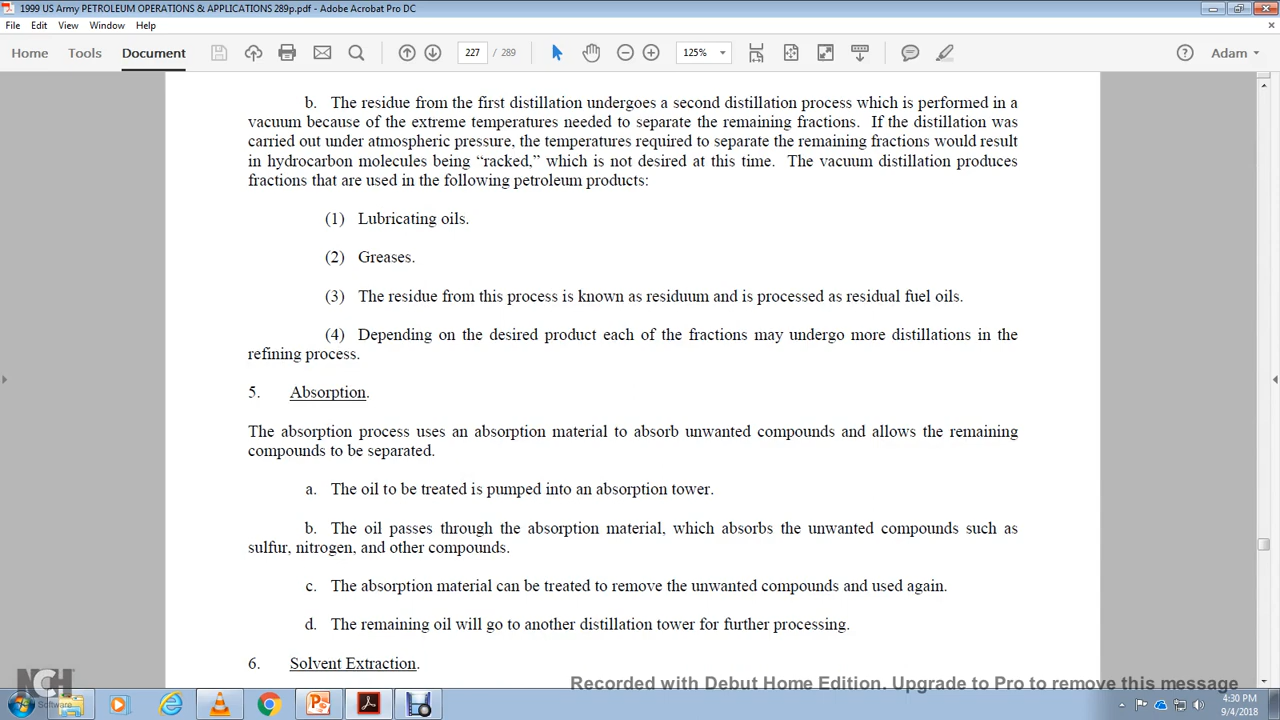 1999 US Army PETROLEUM OPERATIONS & APPLICATIONS 289p.pdf - Adobe Acrobat Pro DC
File Edit View Window Help
Home Tools Document 227 / 289 125% Adam
b. The residue from the first distillation undergoes a second distillation process which is performed in a
vacuum because of the extreme temperatures needed to separate the remaining fractions. If the distillation was
carried out under atmospheric pressure, the temperatures required to separate the remaining fractions would result
in hydrocarbon molecules being “racked,” which is not desired at this time. The vacuum distillation produces
fractions that are used in the following petroleum products:
(1) Lubricating oils.
(2) Greases.
(3) The residue from this process is known as residuum and is processed as residual fuel oils.
(4) Depending on the desired product each of the fractions may undergo more distillations in the
refining process.
5. Absorption.
The absorption process uses an absorption material to absorb unwanted compounds and allows the remaining
compounds to be separated.
a. The oil to be treated is pumped into an absorption tower.
b. The oil passes through the absorption material, which absorbs the unwanted compounds such as
sulfur, nitrogen, and other compounds.
c. The absorption material can be treated to remove the unwanted compounds and used again.
d. The remaining oil will go to another distillation tower for further processing.
6. Solvent Extraction.
NCH Software
Recorded with Debut Home Edition. Upgrade to Pro to remove this message
4:30 PM
9/4/2018